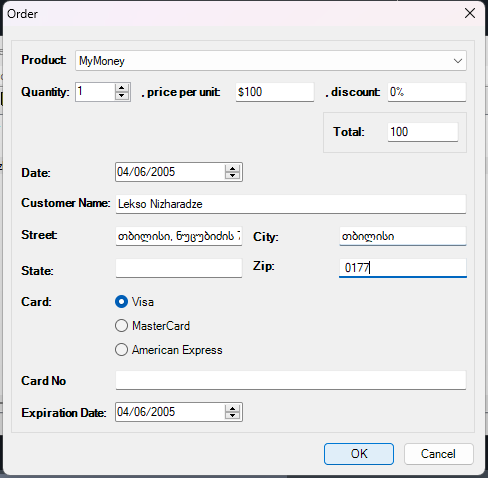 Order
Product: MyMoney
Quantity: 1 , price per unit: $100 , discount: 0%
Total: 100
Date: 04/06/2005
Customer Name: Lekso Nizharadze
Street: თბილისი, ნუცუბიძის City: თბილისი
State: Zip: 0177
Card: Visa
MasterCard
American Express
Card No
Expiration Date: 04/06/2005
OK Cancel